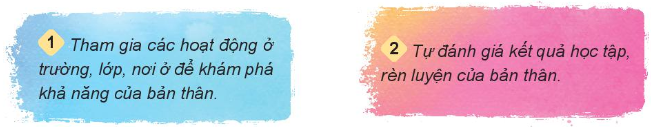 1 Tham gia các hoạt động ở
trường, lớp, nơi ở để khám phá
khả năng của bản thân.
2 Tự đánh giá kết quả học tập,
rèn luyện của bản thân.